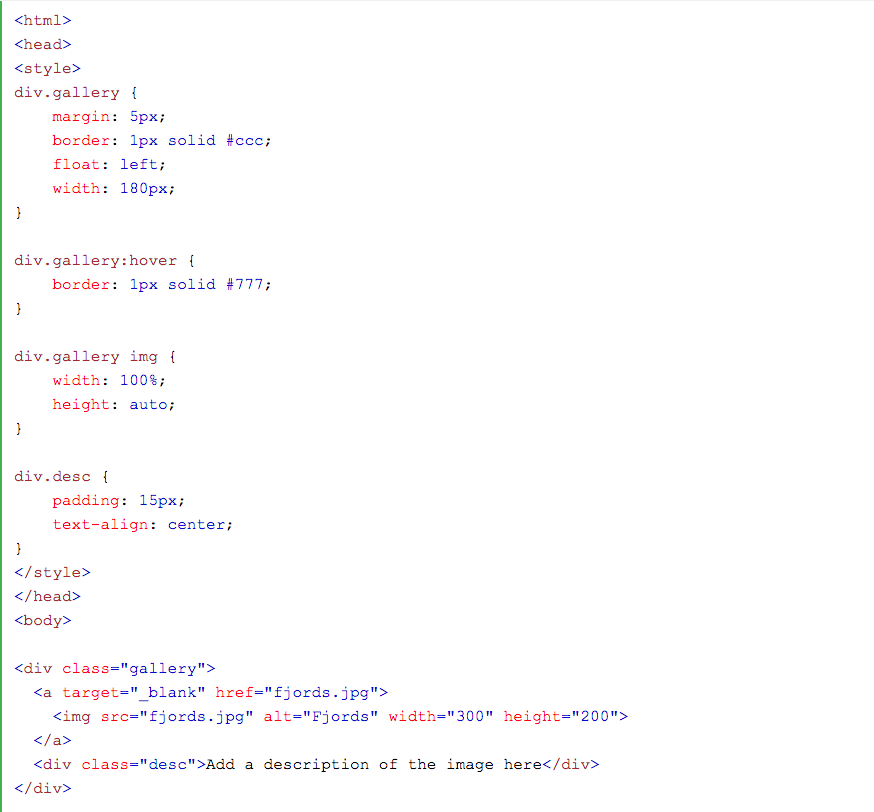 <html>
<head>
<style>
div.gallery {
    margin: 5px;
    border: 1px solid #ccc;
    float: left;
    width: 180px;
}

div.gallery:hover {
    border: 1px solid #777;
}

div.gallery img {
    width: 100%;
    height: auto;
}

div.desc {
    padding: 15px;
    text-align: center;
}
</style>
</head>
<body>

<div class="gallery">
  <a target="_blank" href="fjords.jpg">
    <img src="fjords.jpg" alt="Fjords" width="300" height="200">
  </a>
  <div class="desc">Add a description of the image here</div>
</div>